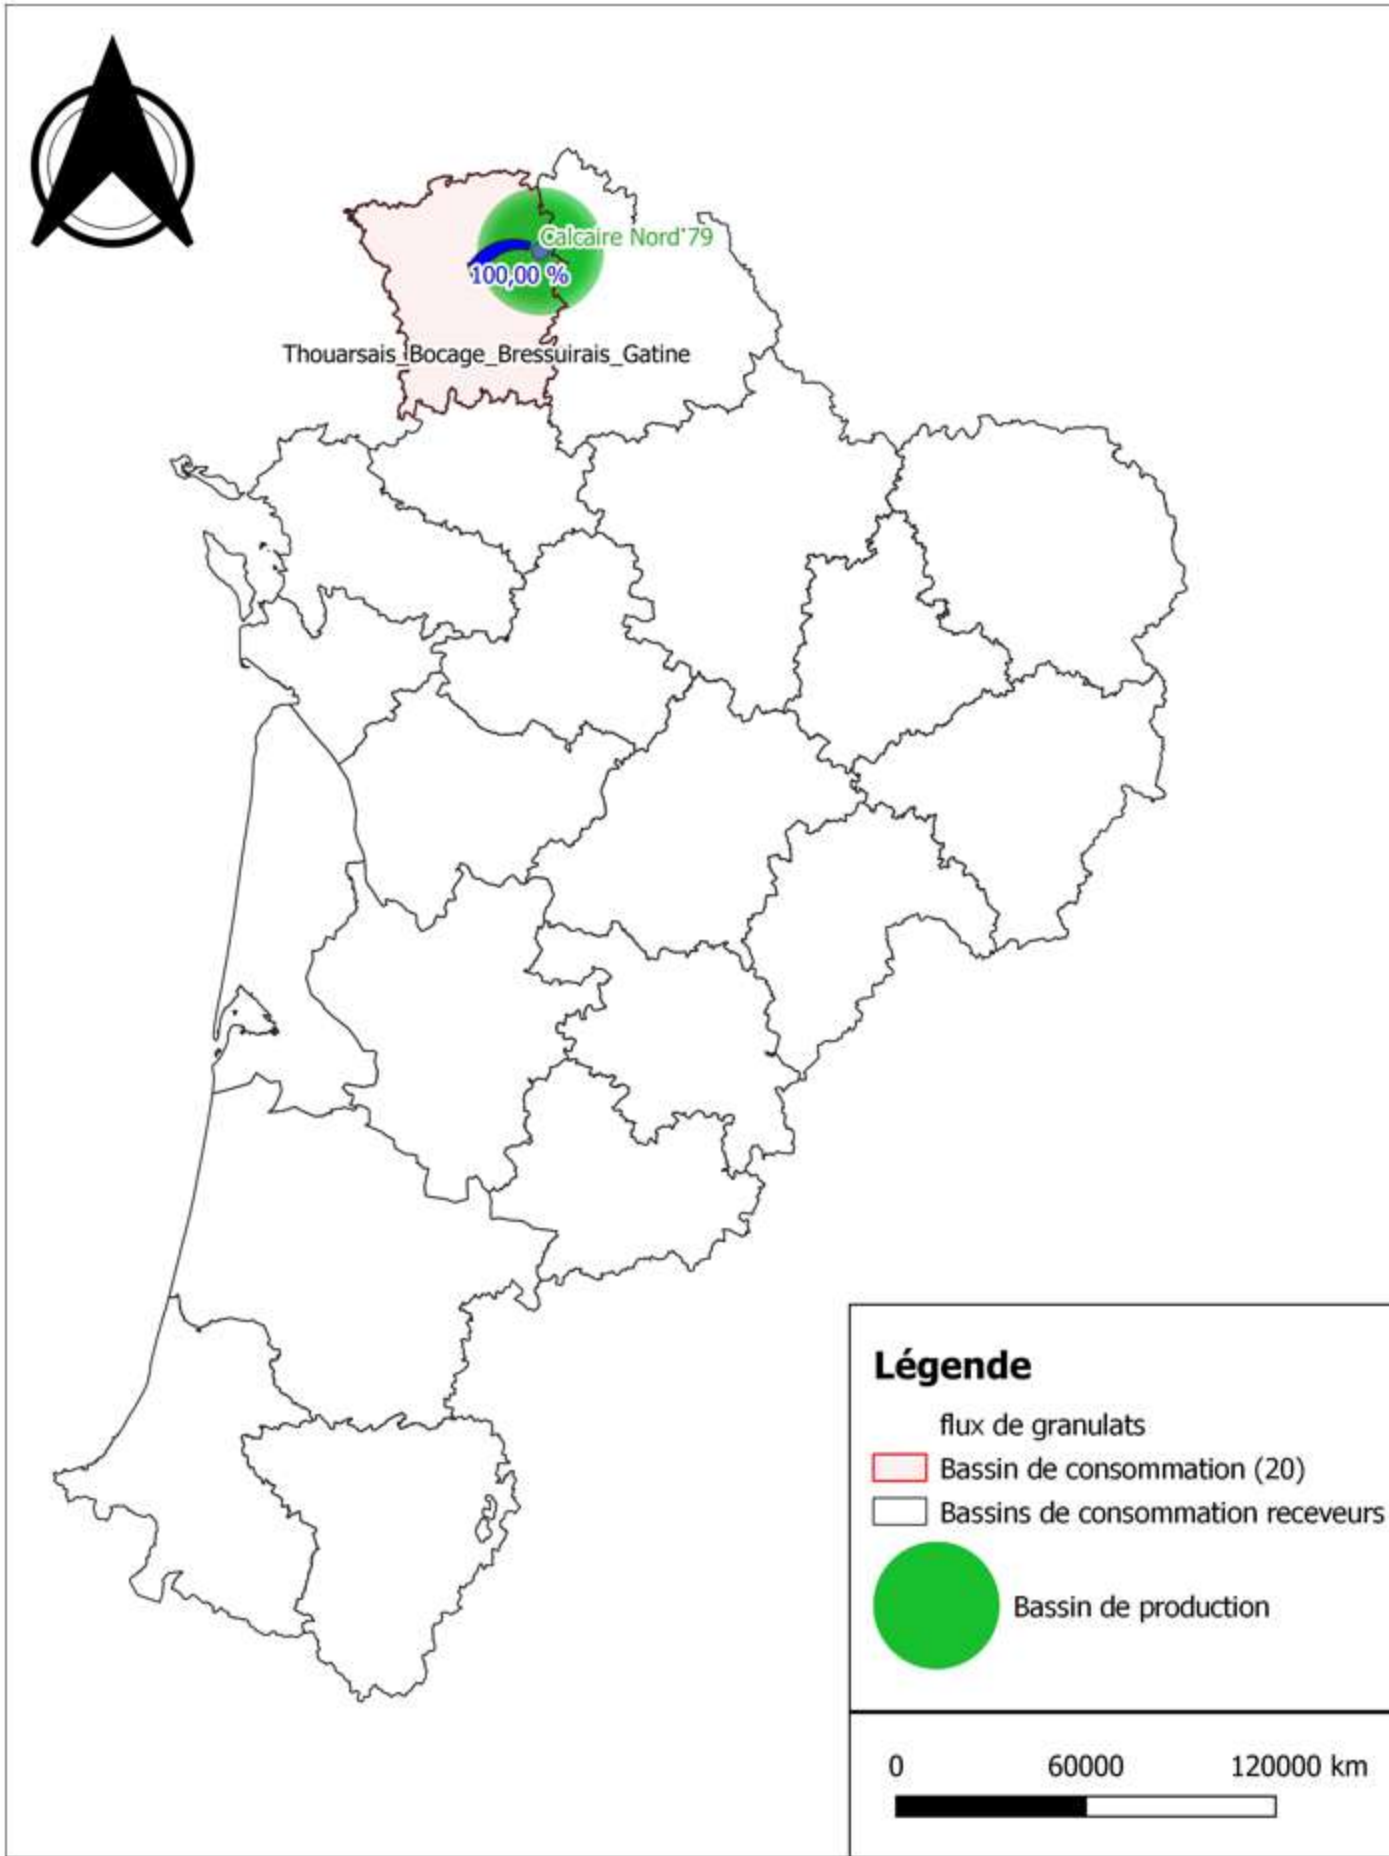 Calcaire Nord 79
100,00 %
Thouarsais_Bocage_Bressuirais_Gatine
Légende
flux de granulats
Bassin de consommation (20)
Bassins de consommation receveurs
Bassin de production
0 60000 120000 km